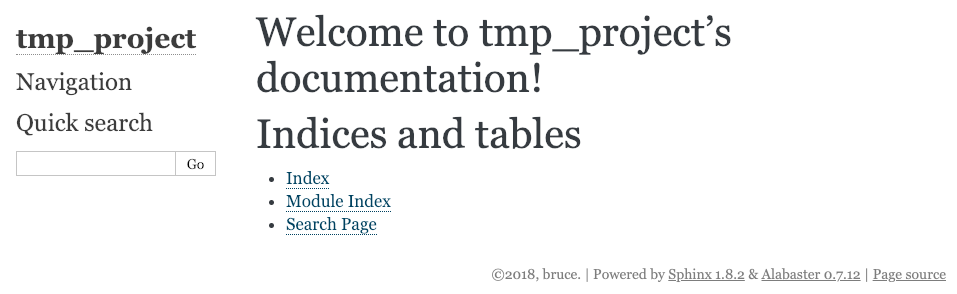 tmp_project
Navigation
Quick search
Go
Welcome to tmp_project’s
documentation!
Indices and tables
Index
Module Index
Search Page
©2018, bruce. | Powered by Sphinx 1.8.2 & Alabaster 0.7.12 | Page source